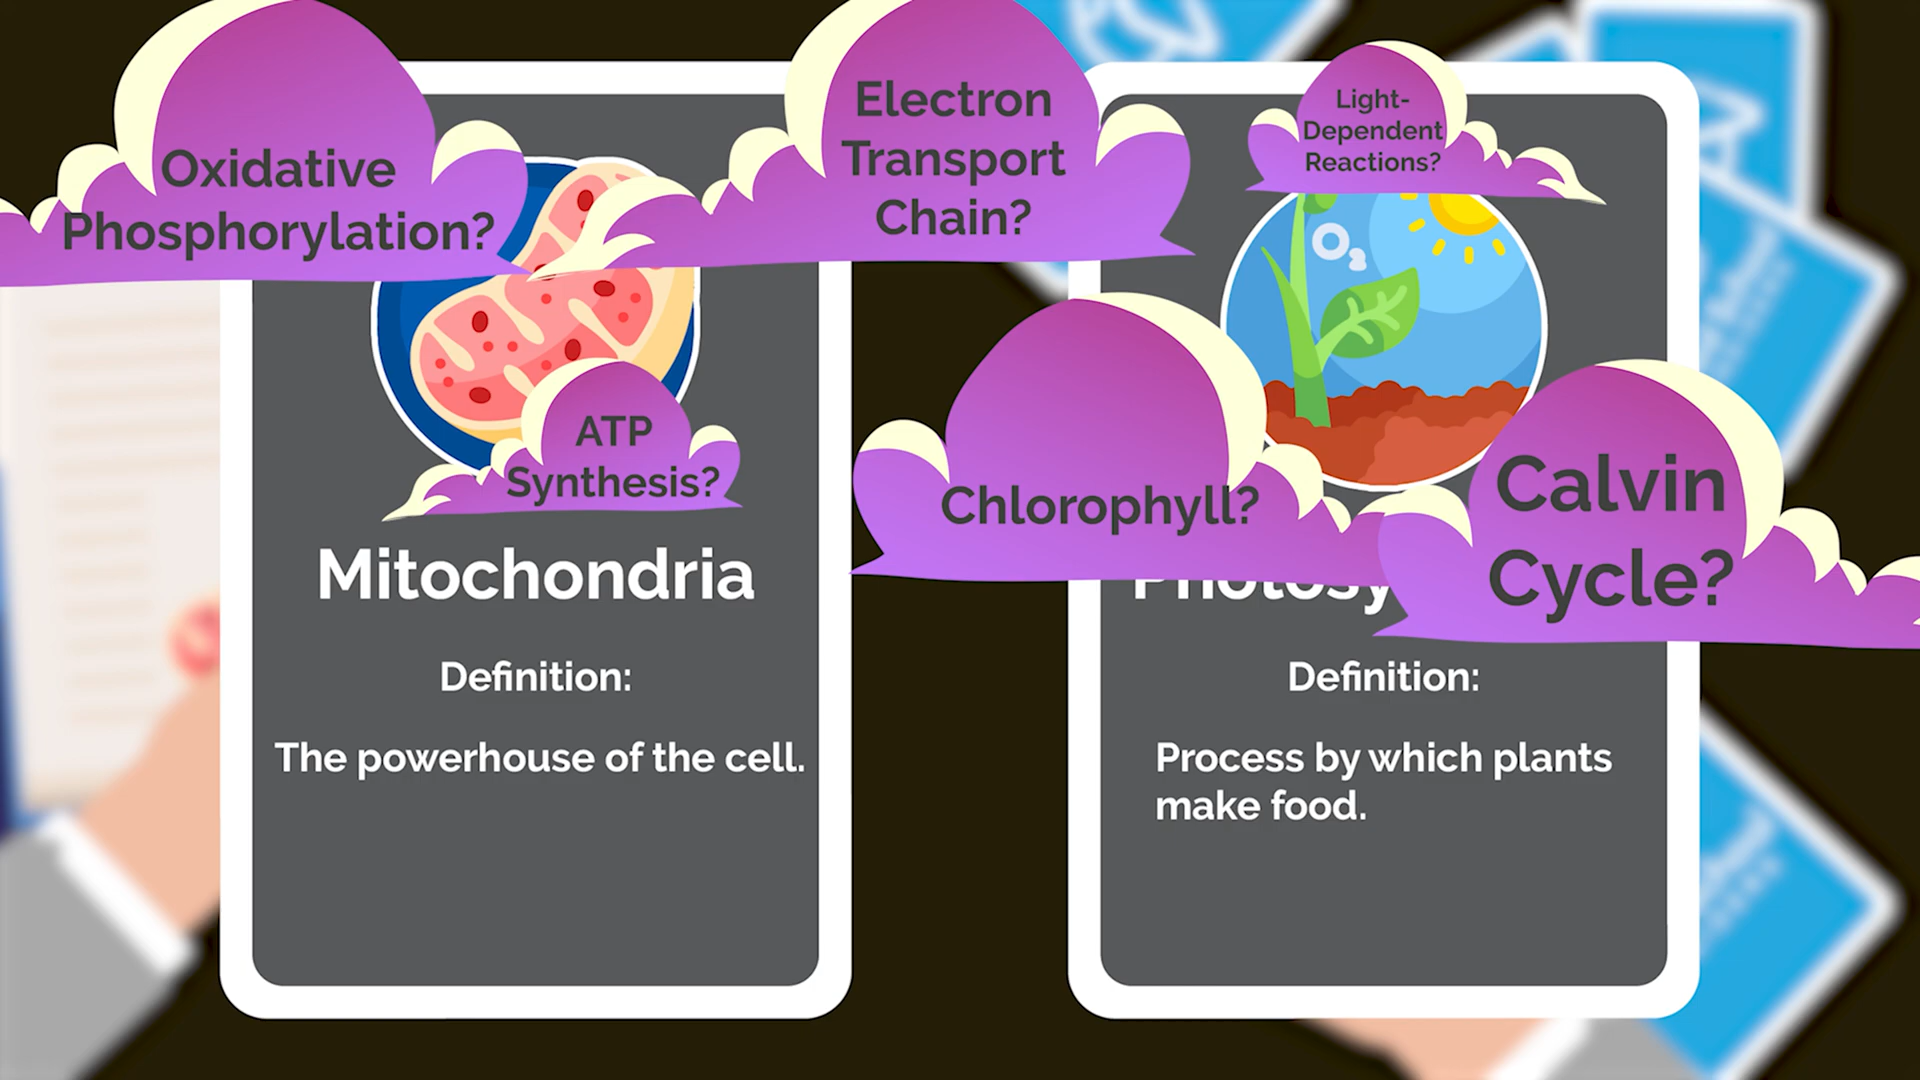 Oxidative
Phosphorylation?
Electron
Transport
Chain?
Light-
Dependent
Reactions?
O₂
ATP
Synthesis?
Chlorophyll?
Calvin
Cycle?
Mitochondria
Definition:
The powerhouse of the cell.
Definition:
Process by which plants
make food.